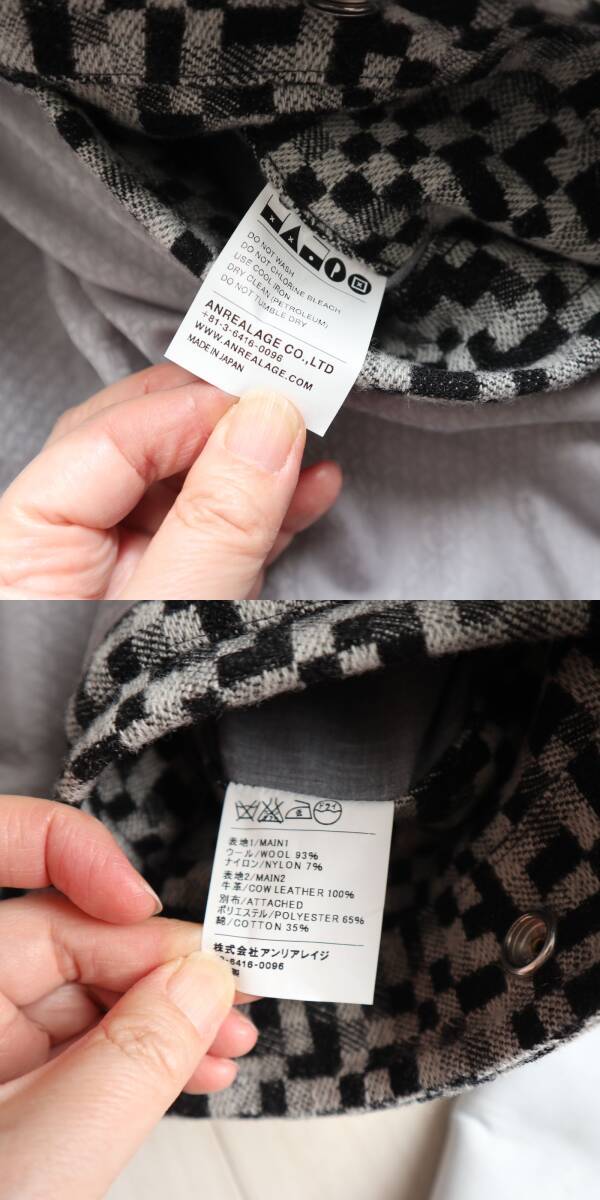 DO NOT WASH
DO NOT CHLORINE BLEACH
USE COOL IRON
DRY CLEAN (PETROLEUM)
DO NOT TUMBLE DRY
ANREALAGE CO.,LTD
+81-3-6416-0096
WWW.ANREALAGE.COM
MADE IN JAPAN
ドライ
表地1/MAIN1
ウール/WOOL 93%
ナイロン/NYLON 7%
表地2/MAIN2
牛革/COW LEATHER 100%
別布/ATTACHED
ポリエステル/POLYESTER 65%
綿/COTTON 35%
株式会社アンリアレイジ
-6416-0096